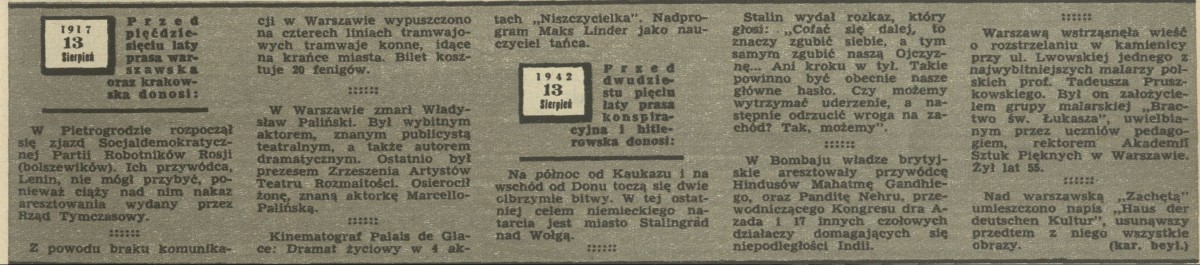 1917
13
Sierpień
Przed
pięćdzie-
sięciu laty
prasa war-
szawska
oraz krakow-
ska donosi:
W Pietrogrodzie rozpoczął
się zjazd Socjaldemokratycz-
nej Partii Robotników Rosji
(bolszewików). Ich przywódca,
Lenin, nie mógł przybyć, po-
nieważ ciąży nad nim nakaz
aresztowania wydany przez
Rząd Tymczasowy.
::::::
Z powodu braku komunika-
cji w Warszawie wypuszczono
na czterech liniach tramwajo-
wych tramwaje konne, idące
na krańce miasta. Bilet kosz-
tuje 20 fenigów.
::::::
W Warszawie zmarł Włady-
sław Paliński. Był wybitnym
aktorem, znanym publicystą
teatralnym, a także autorem
dramatycznym. Ostatnio był
prezesem Zrzeszenia Artystów
Teatru Rozmaitości. Osierocił
żonę, znaną aktorkę Marcello-
Palińską.
::::::
Kinematograf Palais de Gla-
ce: Dramat życiowy w 4 ak-
tach „Niszczycielka”. Nadpro-
gram Maks Linder jako nau-
czyciel tańca.
1942
13
Sierpień
Przed
dwudzie-
stu pięciu
laty prasa
konspira-
cyjna i hitle-
rowska donosi:
Na północ od Kaukazu i na
wschód od Donu toczą się dwie
olbrzymie bitwy. W tej ostat-
niej celem niemieckiego na-
tarcia jest miasto Stalingrad
nad Wołgą.
::::::
Stalin wydał rozkaz, który
głosi: „Cofać się dalej, to
znaczy zgubić siebie, a tym
samym zgubić naszą Ojczyz-
nę... Ani kroku w tył. Takie
powinno być obecnie nasze
główne hasło. Czy możemy
wytrzymać uderzenie, a na-
stępnie odrzucić wroga na za-
chód? Tak, możemy”.
::::::
W Bombaju władze brytyj-
skie aresztowały przywódcę
Hindusów Mahatmę Gandhie-
go, oraz Panditę Nehru, prze-
wodniczącego Kongresu dra A-
zada i 17 innych czołowych
działaczy domagających się
niepodległości Indii.
::::::
Warszawą wstrząsnęła wieść
o rozstrzelaniu w kamienicy
przy ul. Lwowskiej jednego z
najwybitniejszych malarzy pol-
skich prof. Tadeusza Prusz-
kowskiego. Był on założycie-
lem grupy malarskiej „Brac-
two św. Łukasza”, uwielbia-
nym przez uczniów pedago-
giem, rektorem Akademii
Sztuk Pięknych w Warszawie.
Żył lat 55.
::::::
Nad warszawską „Zachętą”
umieszczono napis „Haus der
deutschen Kultur”, usunąwszy
przedtem z niego wszystkie
obrazy. (kar. beyl.)